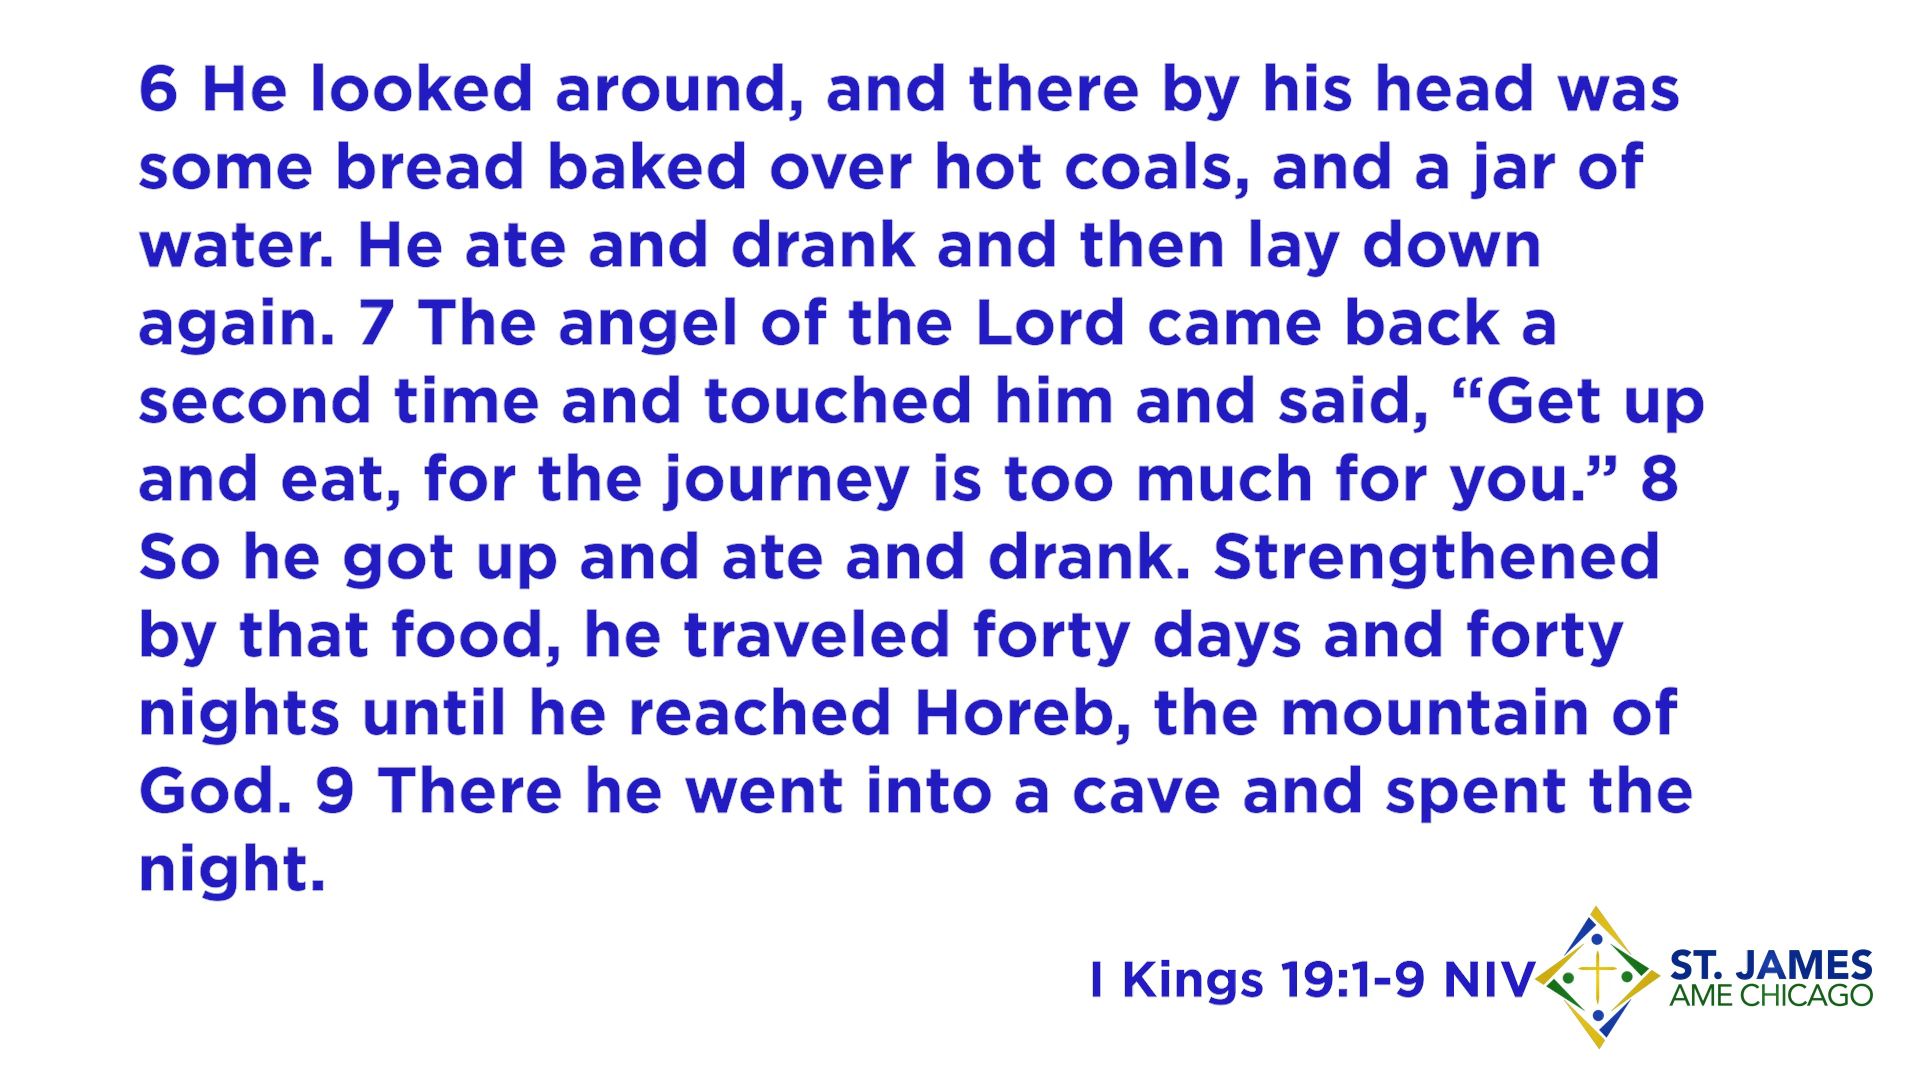 6 He looked around, and there by his head was
some bread baked over hot coals, and a jar of
water. He ate and drank and then lay down
again. 7 The angel of the Lord came back a
second time and touched him and said, “Get up
and eat, for the journey is too much for you.” 8
So he got up and ate and drank. Strengthened
by that food, he traveled forty days and forty
nights until he reached Horeb, the mountain of
God. 9 There he went into a cave and spent the
night.
I Kings 19:1-9 NIV
ST. JAMES
AME CHICAGO